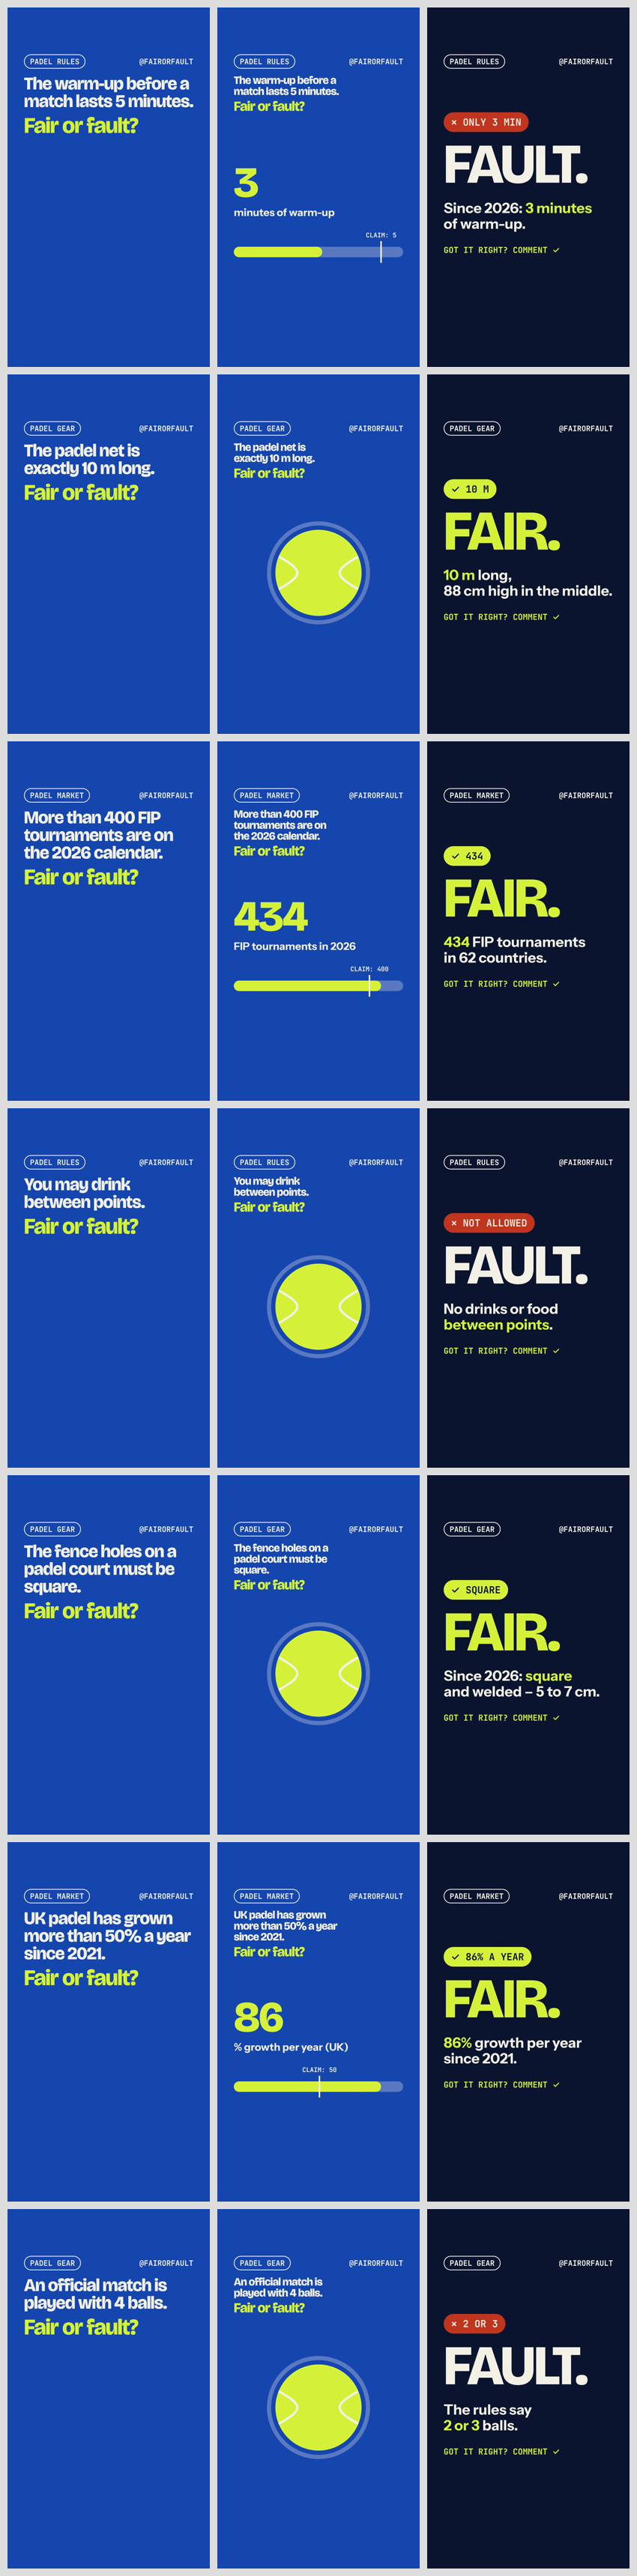 PADEL RULES @FAIRORFAULT
The warm-up before a
match lasts 5 minutes.
Fair or fault?
PADEL RULES @FAIRORFAULT
The warm-up before a
match lasts 5 minutes.
Fair or fault?
3
minutes of warm-up
CLAIM: 5
PADEL RULES @FAIRORFAULT
× ONLY 3 MIN
FAULT.
Since 2026: 3 minutes
of warm-up.
GOT IT RIGHT? COMMENT ✓
PADEL GEAR @FAIRORFAULT
The padel net is
exactly 10 m long.
Fair or fault?
PADEL GEAR @FAIRORFAULT
The padel net is
exactly 10 m long.
Fair or fault?
PADEL GEAR @FAIRORFAULT
✓ 10 M
FAIR.
10 m long,
88 cm high in the middle.
GOT IT RIGHT? COMMENT ✓
PADEL MARKET @FAIRORFAULT
More than 400 FIP
tournaments are on
the 2026 calendar.
Fair or fault?
PADEL MARKET @FAIRORFAULT
More than 400 FIP
tournaments are on
the 2026 calendar.
Fair or fault?
434
FIP tournaments in 2026
CLAIM: 400
PADEL MARKET @FAIRORFAULT
✓ 434
FAIR.
434 FIP tournaments
in 62 countries.
GOT IT RIGHT? COMMENT ✓
PADEL RULES @FAIRORFAULT
You may drink
between points.
Fair or fault?
PADEL RULES @FAIRORFAULT
You may drink
between points.
Fair or fault?
PADEL RULES @FAIRORFAULT
× NOT ALLOWED
FAULT.
No drinks or food
between points.
GOT IT RIGHT? COMMENT ✓
PADEL GEAR @FAIRORFAULT
The fence holes on a
padel court must be
square.
Fair or fault?
PADEL GEAR @FAIRORFAULT
The fence holes on a
padel court must be
square.
Fair or fault?
PADEL GEAR @FAIRORFAULT
✓ SQUARE
FAIR.
Since 2026: square
and welded – 5 to 7 cm.
GOT IT RIGHT? COMMENT ✓
PADEL MARKET @FAIRORFAULT
UK padel has grown
more than 50% a year
since 2021.
Fair or fault?
PADEL MARKET @FAIRORFAULT
UK padel has grown
more than 50% a year
since 2021.
Fair or fault?
86
% growth per year (UK)
CLAIM: 50
PADEL MARKET @FAIRORFAULT
✓ 86% A YEAR
FAIR.
86% growth per year
since 2021.
GOT IT RIGHT? COMMENT ✓
PADEL GEAR @FAIRORFAULT
An official match is
played with 4 balls.
Fair or fault?
PADEL GEAR @FAIRORFAULT
An official match is
played with 4 balls.
Fair or fault?
PADEL GEAR @FAIRORFAULT
× 2 OR 3
FAULT.
The rules say
2 or 3 balls.
GOT IT RIGHT? COMMENT ✓